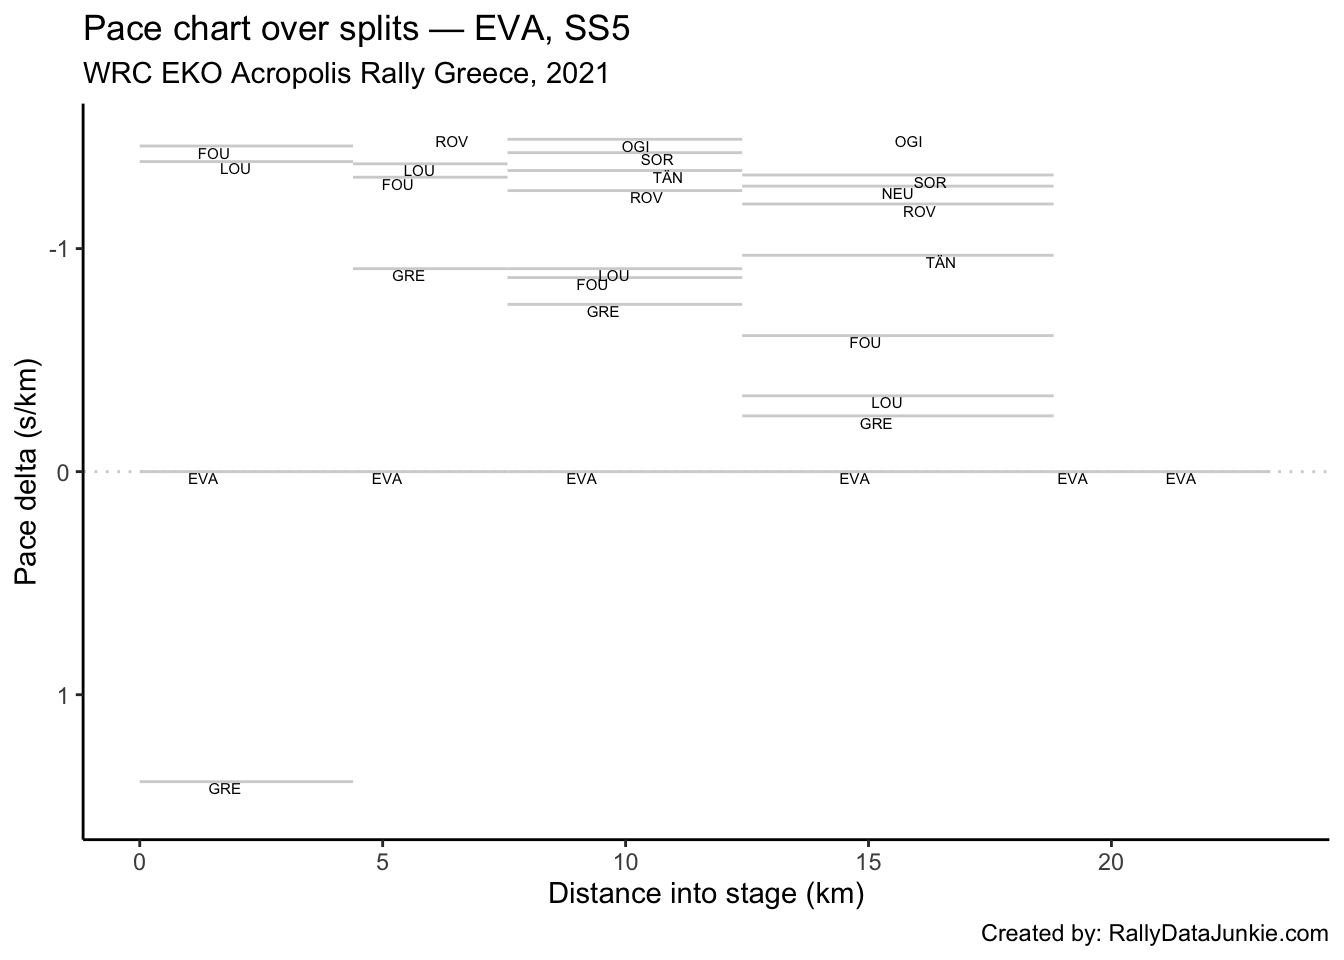 Pace chart over splits — EVA, SS5
WRC EKO Acropolis Rally Greece, 2021
ROV OGI
FOU OGI
LOU LOU SOR
FOU TÄN SOR
ROV NEU
ROV
-1
TÄN
GRE LOU
FOU
GRE
FOU
LOU
GRE
0
EVA EVA EVA EVA EVA EVA
1
GRE
Pace delta (s/km)
0 5 10 15 20
Distance into stage (km)
Created by: RallyDataJunkie.com